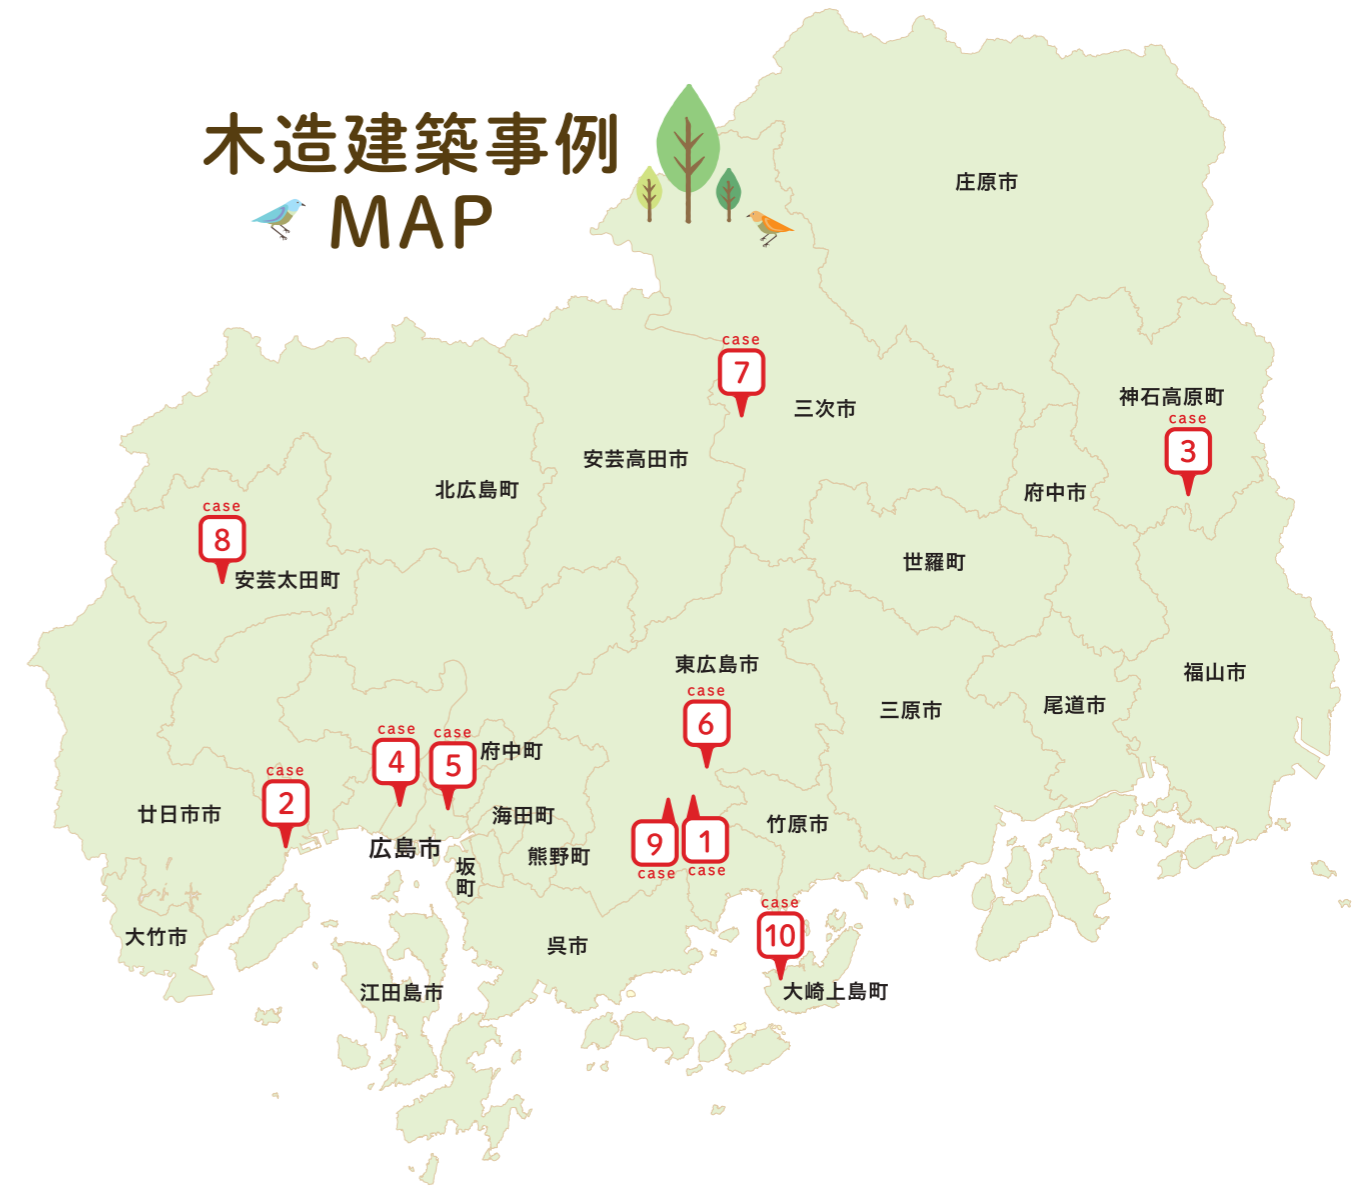 木造建築事例
MAP
庄原市
case
7
三次市
神石高原町
case
3
安芸高田市
北広島町
府中市
case
8
安芸太田町
世羅町
東広島市
case
6
福山市
三原市
尾道市
case
4
case
5
府中町
case
2
廿日市市
海田町
竹原市
広島市
坂町
熊野町
9
case
1
case
大竹市
呉市
case
10
江田島市
大崎上島町